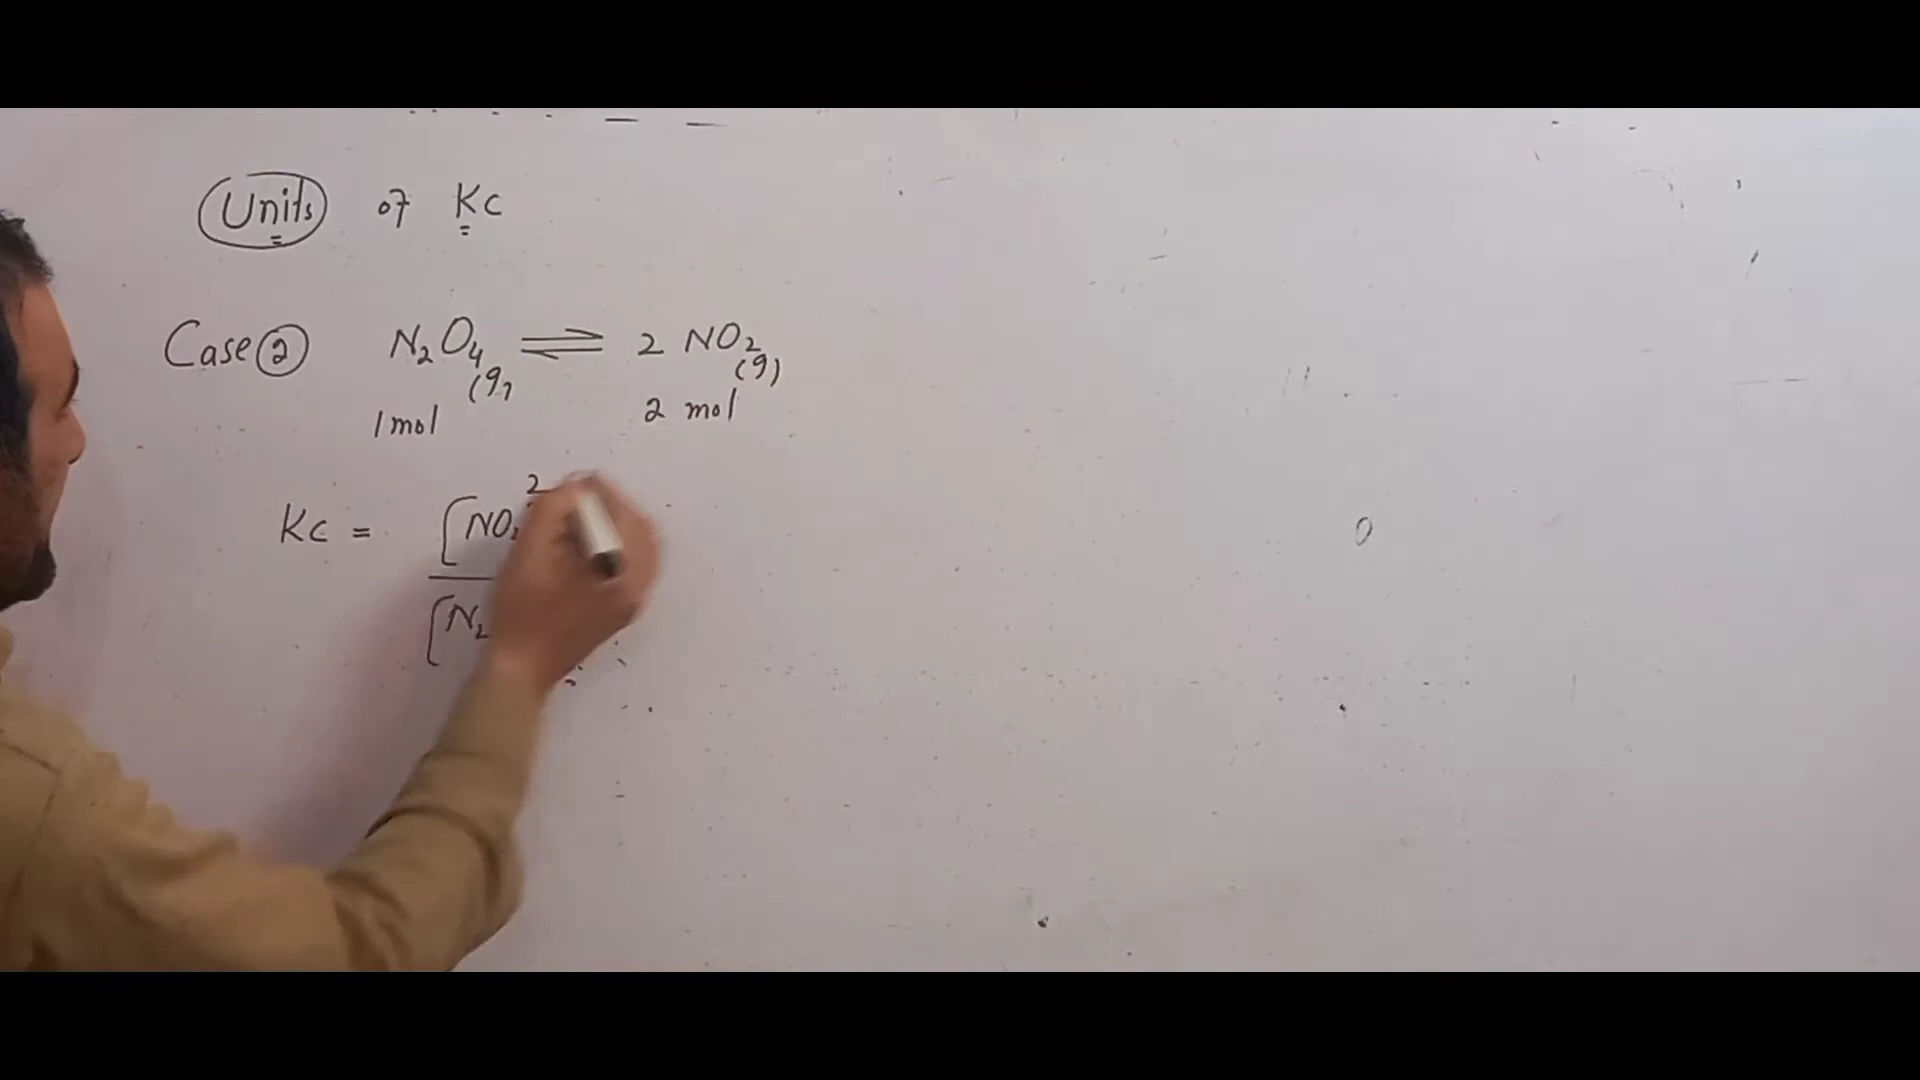 Units of Kc
Case 2 N₂O₄(g) ⇌ 2 NO₂(g)
1 mol 2 mol
Kc = [NO₂ 2
[N₂